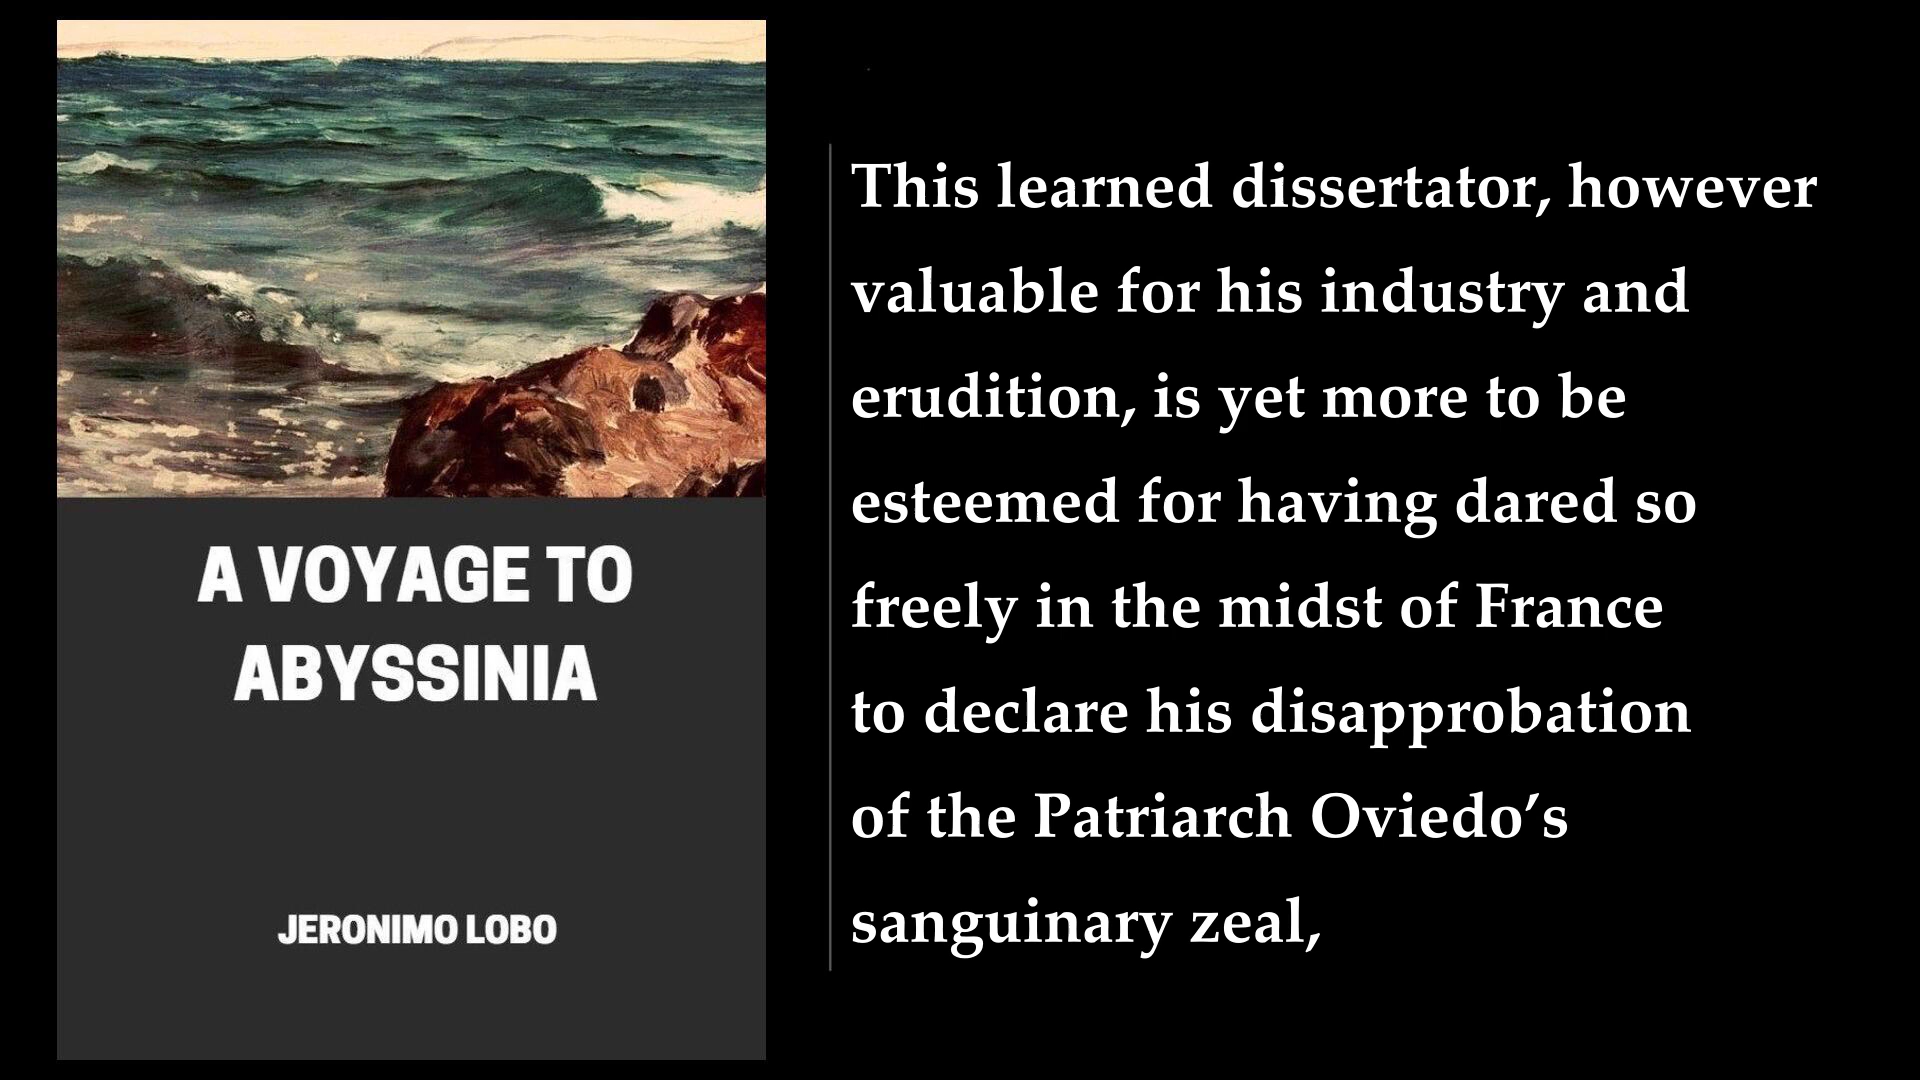 A VOYAGE TO
ABYSSINIA
JERONIMO LOBO
This learned dissertator, however
valuable for his industry and
erudition, is yet more to be
esteemed for having dared so
freely in the midst of France
to declare his disapprobation
of the Patriarch Oviedo’s
sanguinary zeal,